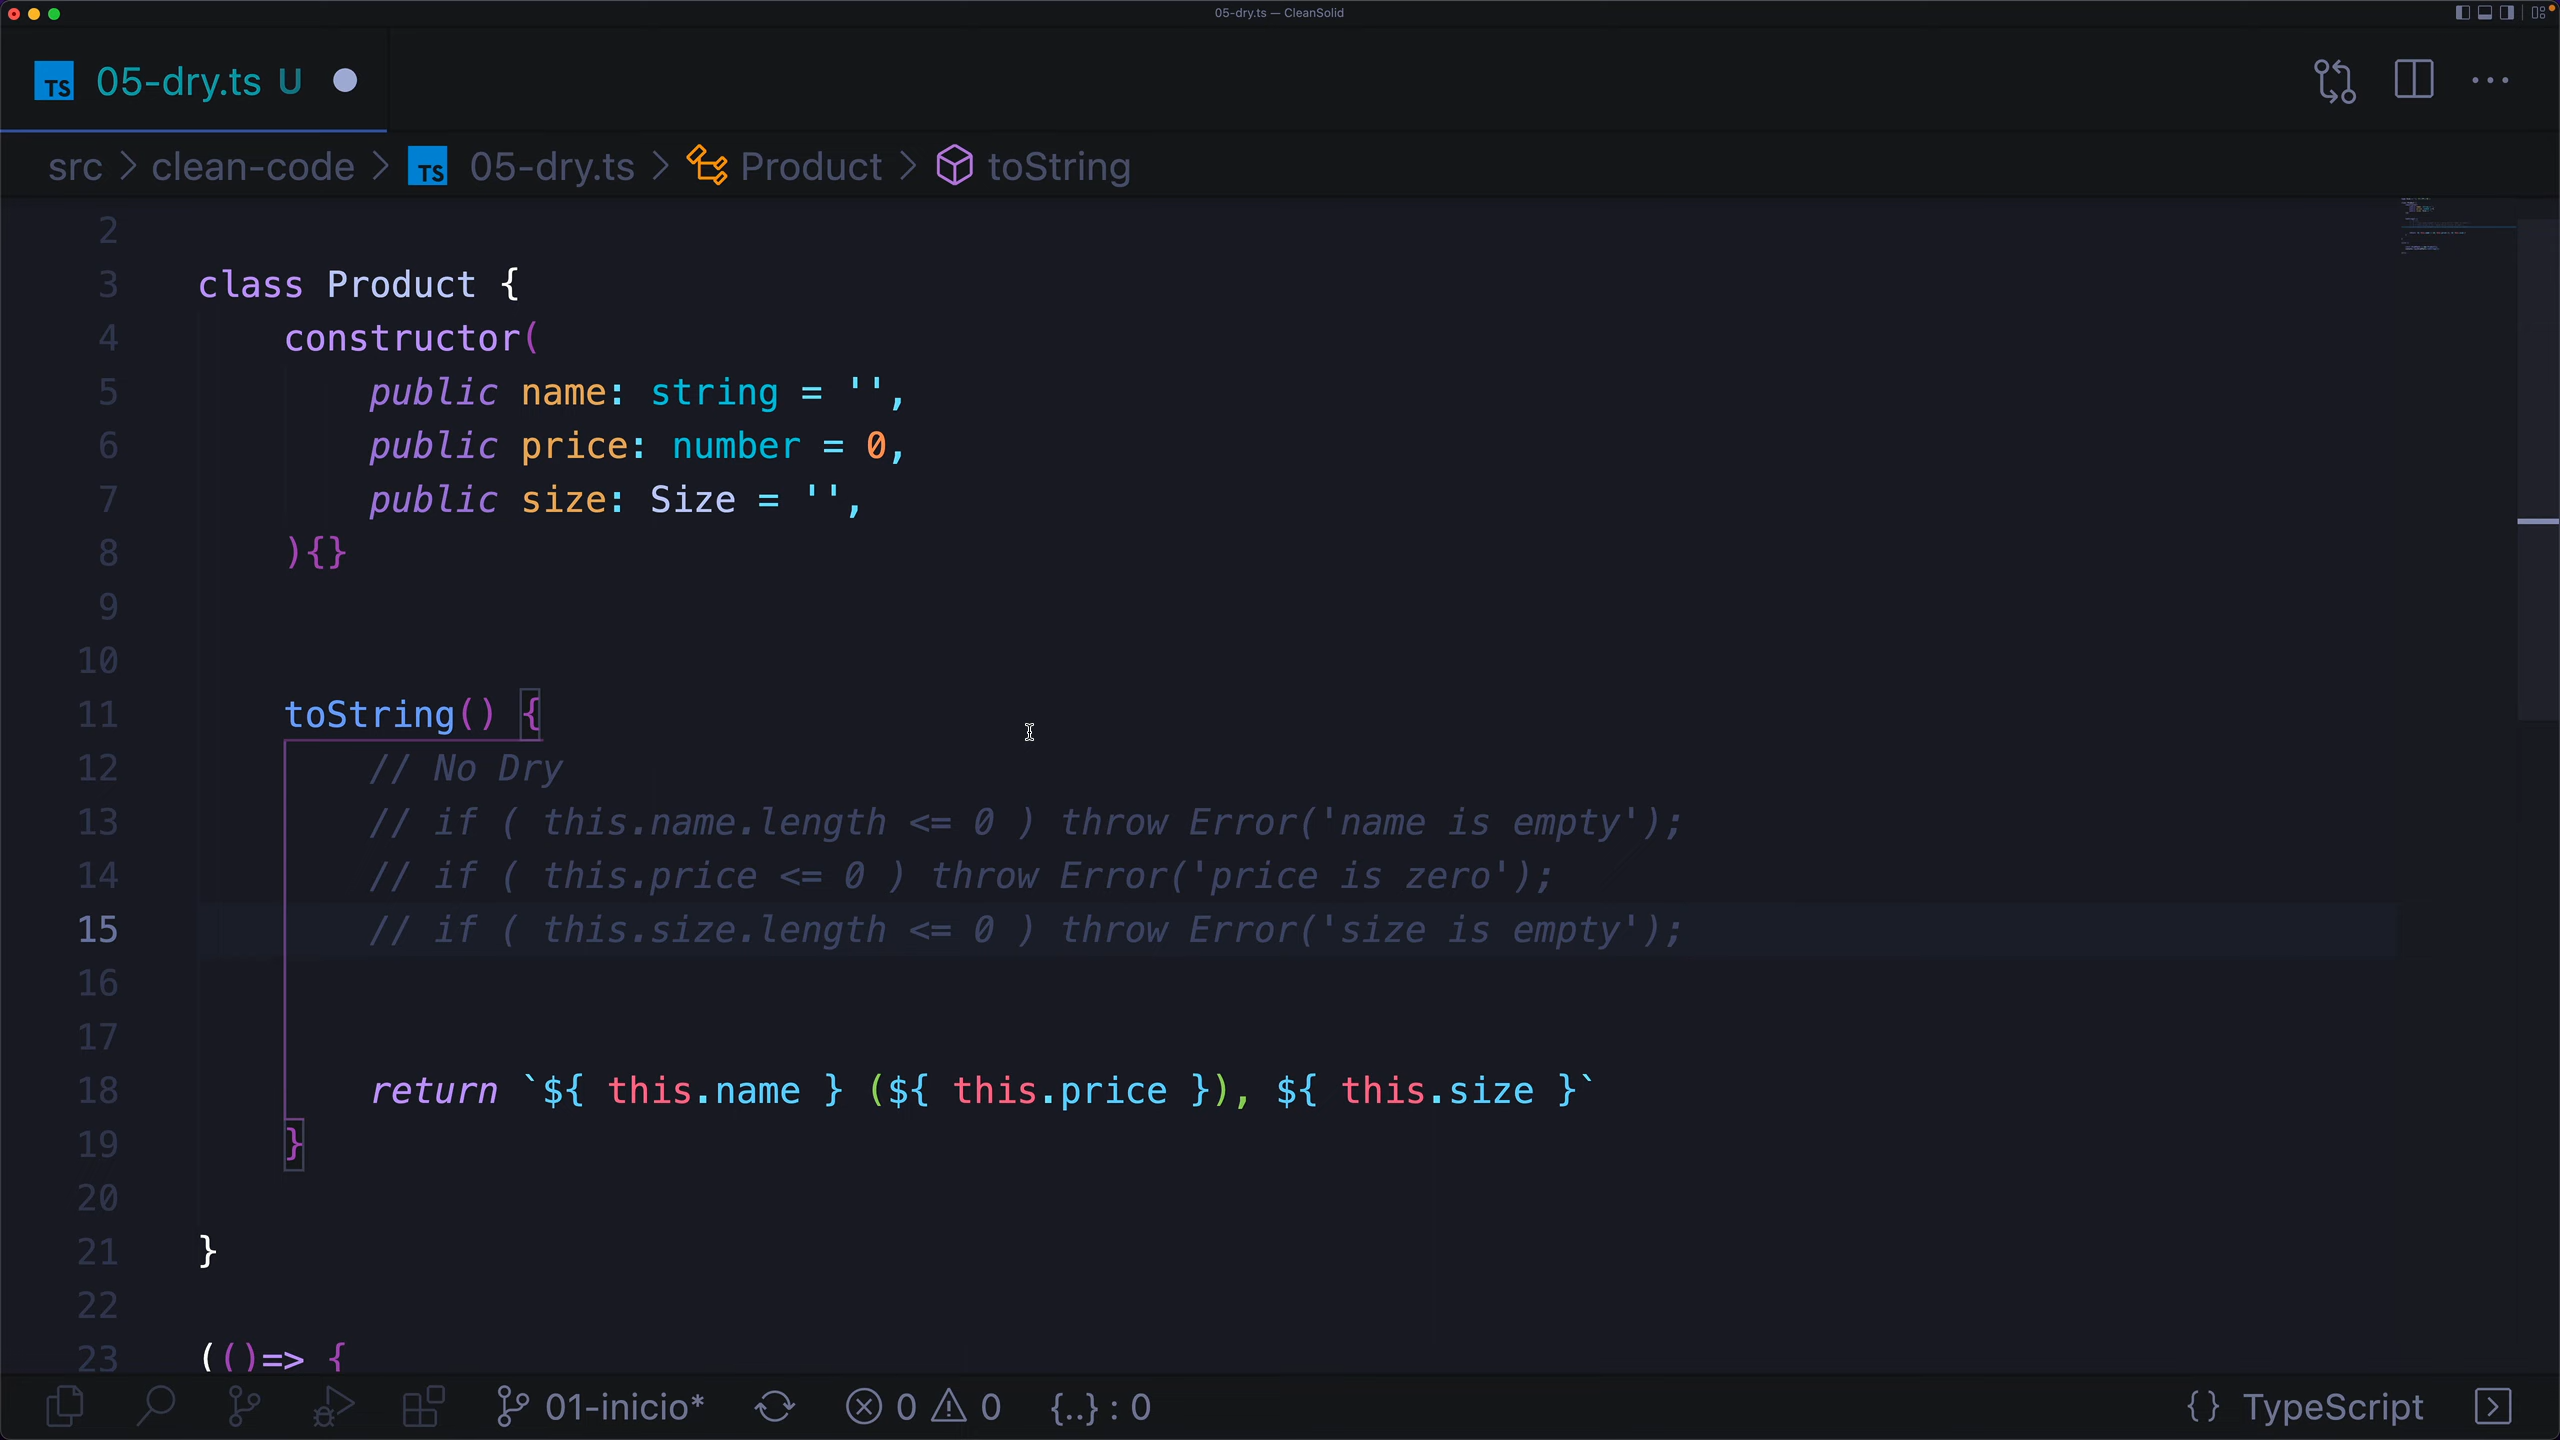 05-dry.ts — CleanSolid
TS 05-dry.ts U
src > clean-code > TS 05-dry.ts > Product > toString
2
3 class Product {
4 constructor(
5 public name: string = '',
6 public price: number = 0,
7 public size: Size = '',
8 ){}
9
10
11 toString() {
12 // No Dry
13 // if ( this.name.length <= 0 ) throw Error('name is empty');
14 // if ( this.price <= 0 ) throw Error('price is zero');
15 // if ( this.size.length <= 0 ) throw Error('size is empty');
16
17
18 return `${ this.name } (${ this.price }), ${ this.size }`
19 }
20
21 }
22
23 (()=> {
01-inicio* 0 0 {..} : 0 {} TypeScript